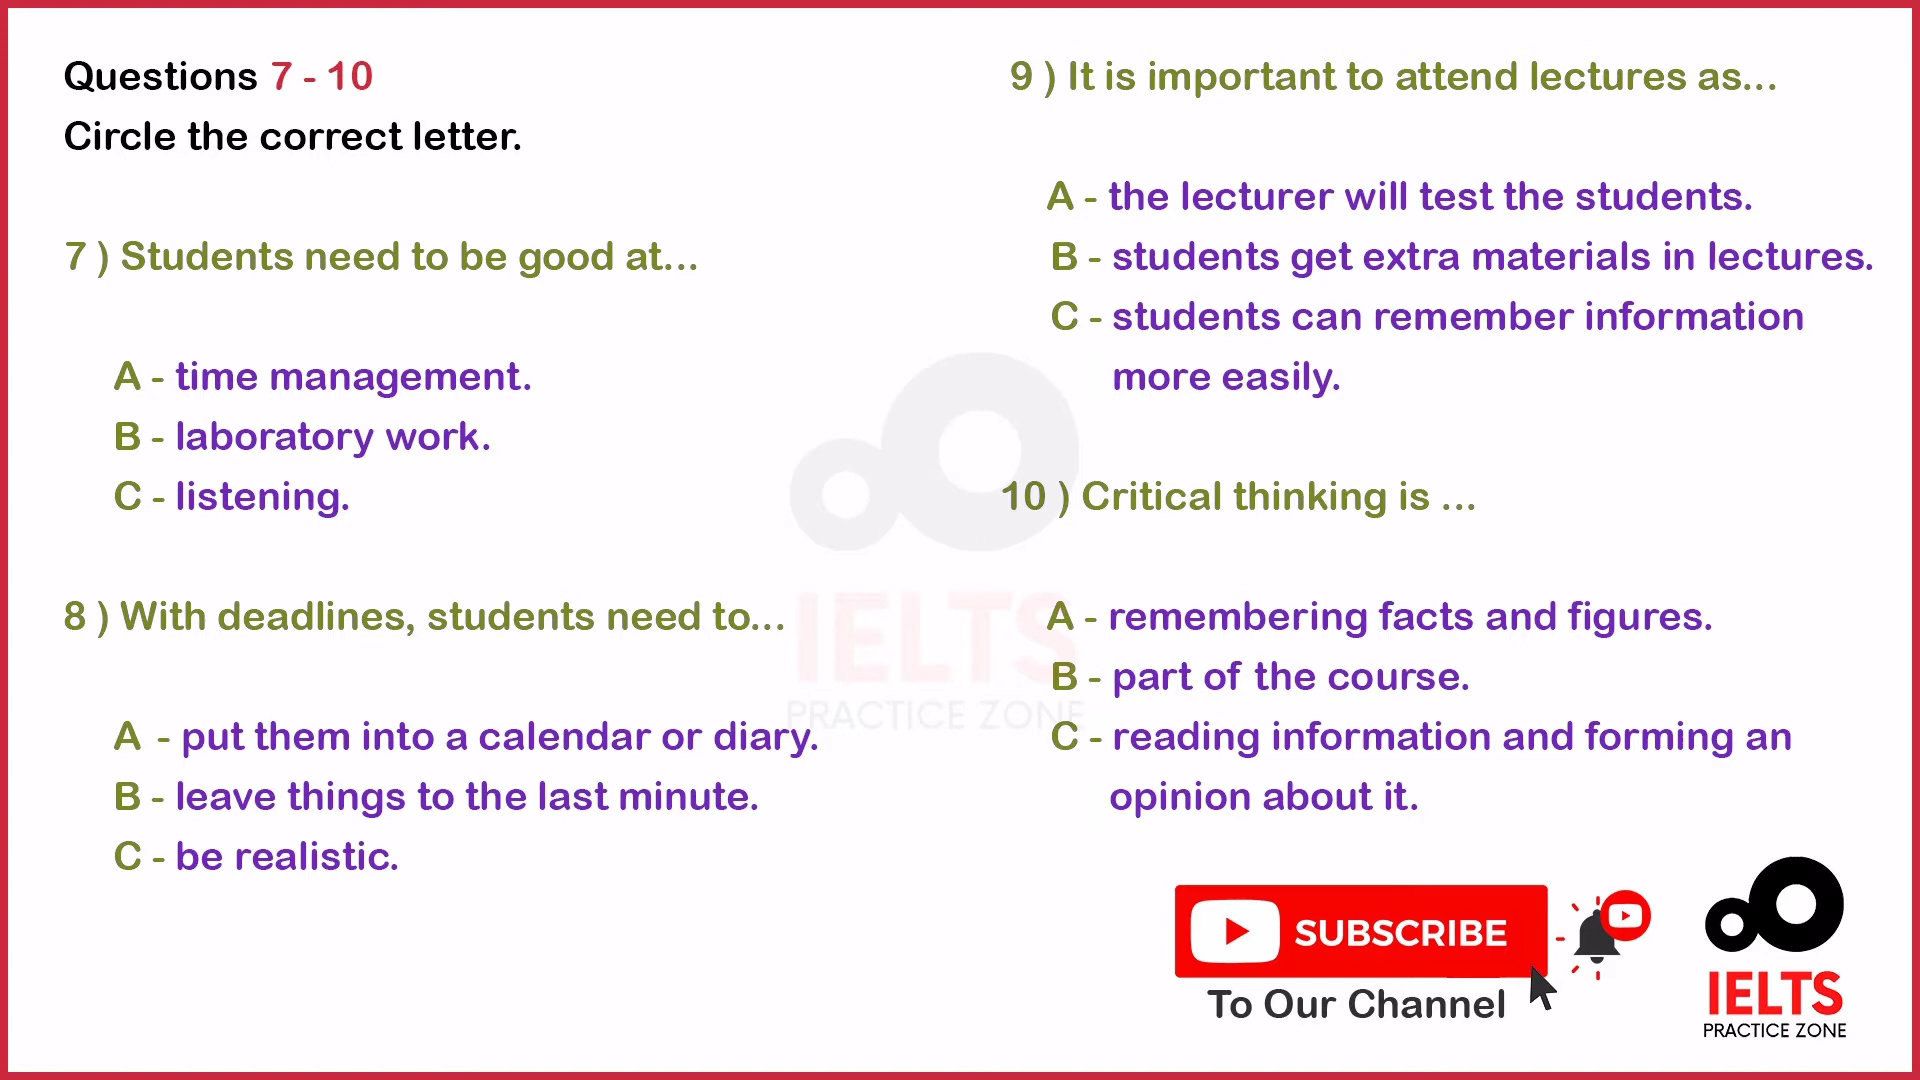 Questions 7 - 10
Circle the correct letter.
7 ) Students need to be good at...
A - time management.
B - laboratory work.
C - listening.
8 ) With deadlines, students need to...
A - put them into a calendar or diary.
B - leave things to the last minute.
C - be realistic.
9 ) It is important to attend lectures as...
A - the lecturer will test the students.
B - students get extra materials in lectures.
C - students can remember information
more easily.
10 ) Critical thinking is ...
A - remembering facts and figures.
B - part of the course.
C - reading information and forming an
opinion about it.
IELTS
PRACTICE ZONE
SUBSCRIBE
To Our Channel
IELTS
PRACTICE ZONE